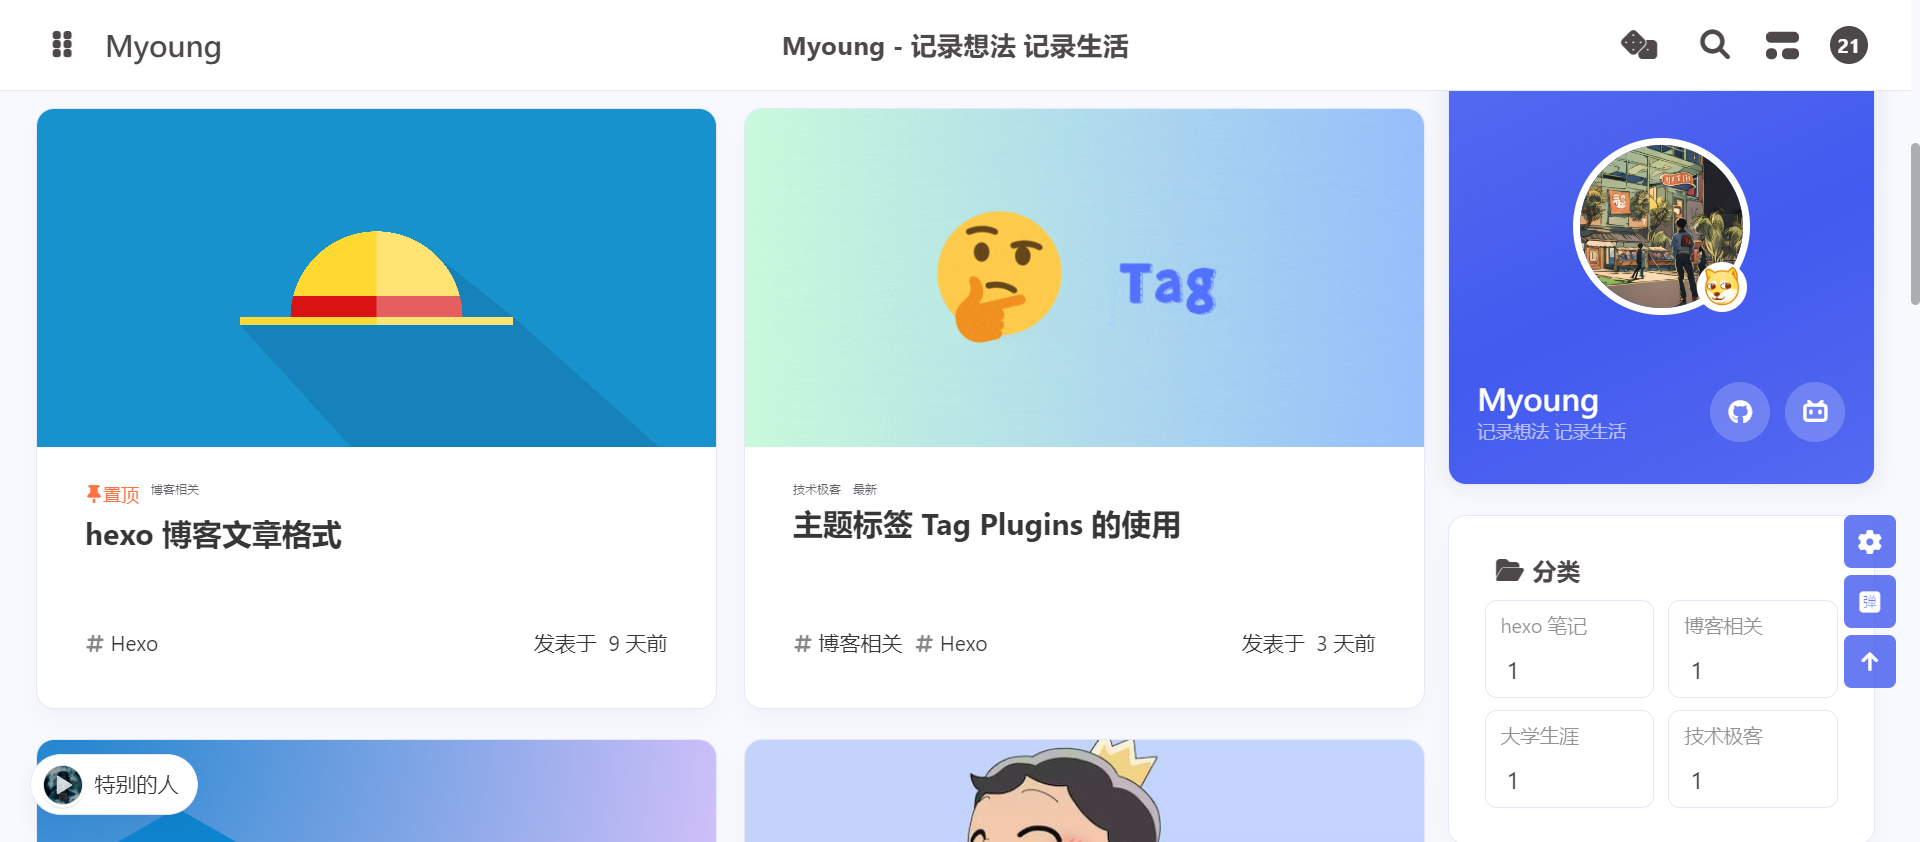 Myoung
Myoung - 记录想法 记录生活
21
Tag
置顶 博客相关
hexo 博客文章格式
# Hexo
发表于 9 天前
技术极客 最新
主题标签 Tag Plugins 的使用
# 博客相关 # Hexo
发表于 3 天前
Myoung
记录想法 记录生活
分类
hexo 笔记
1
博客相关
1
大学生涯
1
技术极客
1
弹
特别的人